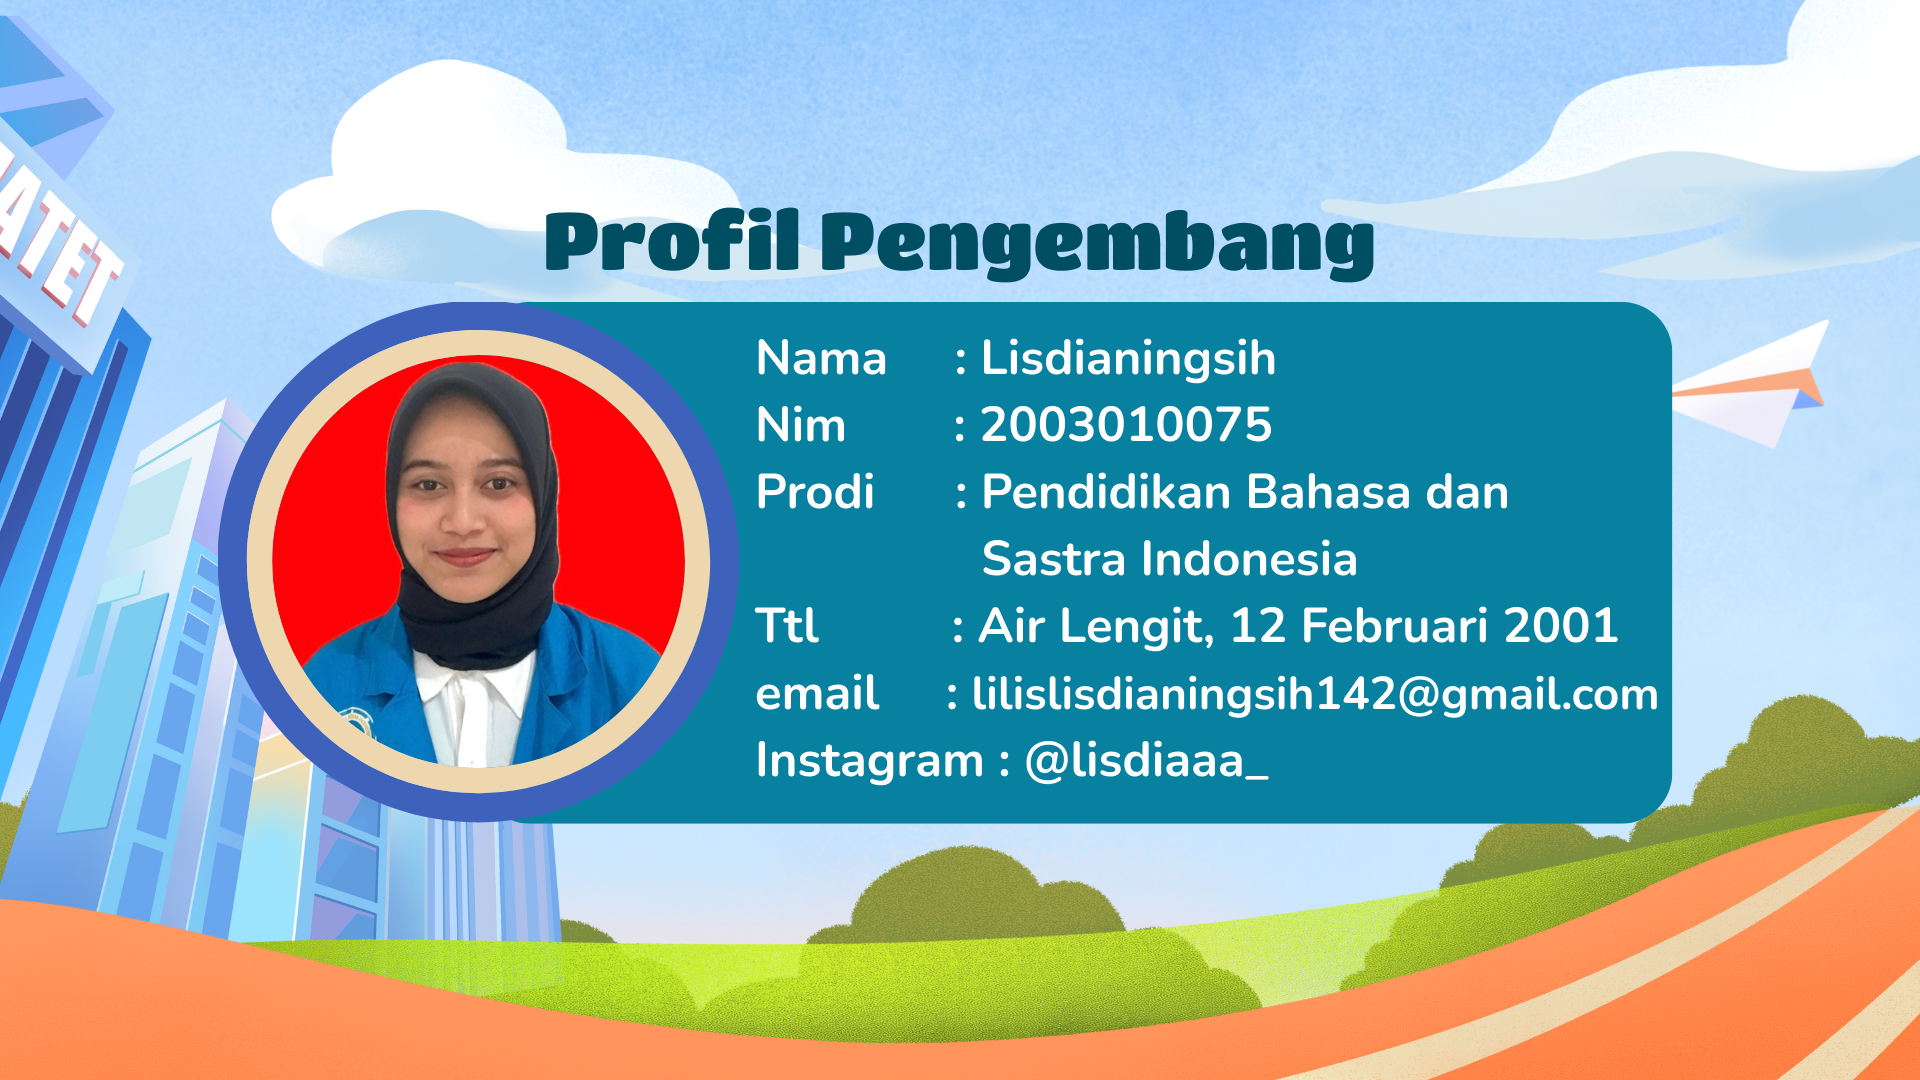 ATET
Profil Pengembang
Nama : Lisdianingsih
Nim : 2003010075
Prodi : Pendidikan Bahasa dan
Sastra Indonesia
Ttl : Air Lengit, 12 Februari 2001
email : lilislisdianingsih142@gmail.com
Instagram : @lisdiaaa_